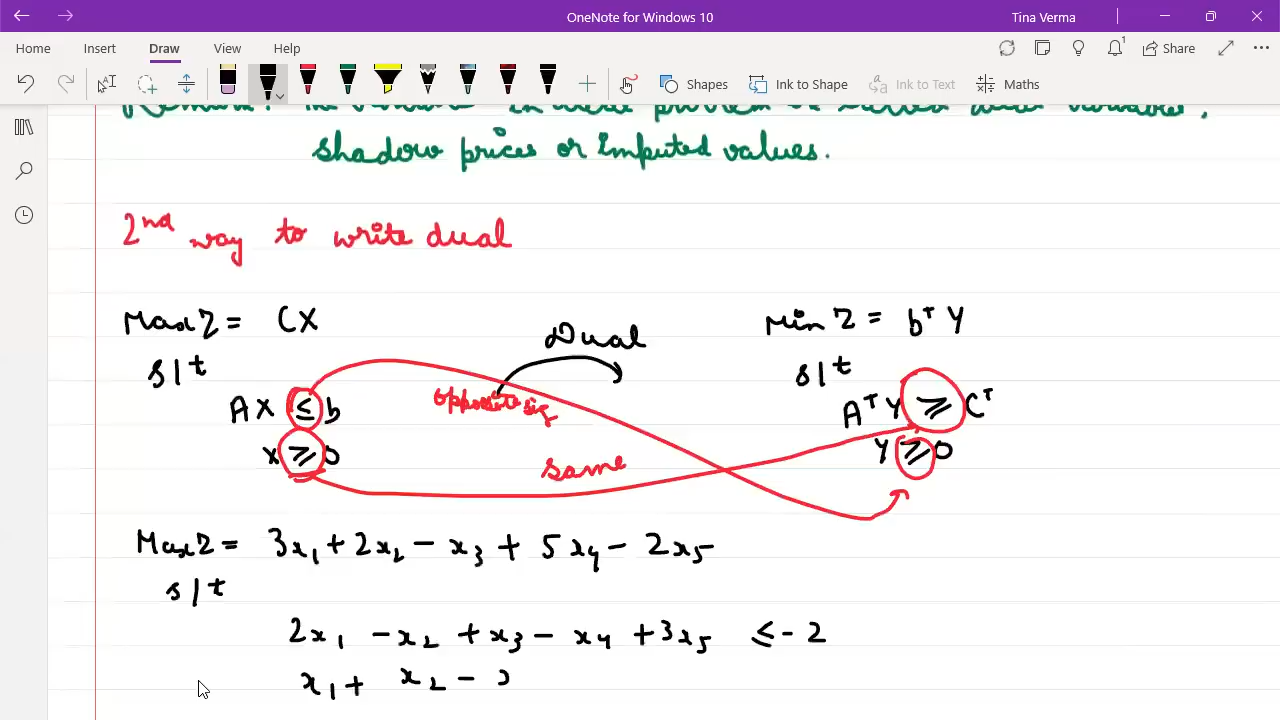 OneNote for Windows 10
Tina Verma
Home Insert Draw View Help
Share
Shapes Ink to Shape Ink to Text Maths
shadow prices or Imputed values.
2nd way to write dual
Max Z = CX
Min Z = bᵀ Y
Dual
s/t
s/t
AX ≤ b
opposite sig
Aᵀ Y ≥ Cᵀ
X ≥ 0
same
Y ≥ 0
Max Z = 3x₁ + 2x₂ - x₃ + 5x₄ - 2x₅
s/t
2x₁ - x₂ + x₃ - x₄ + 3x₅ ≤ - 2
x₁ + x₂ -